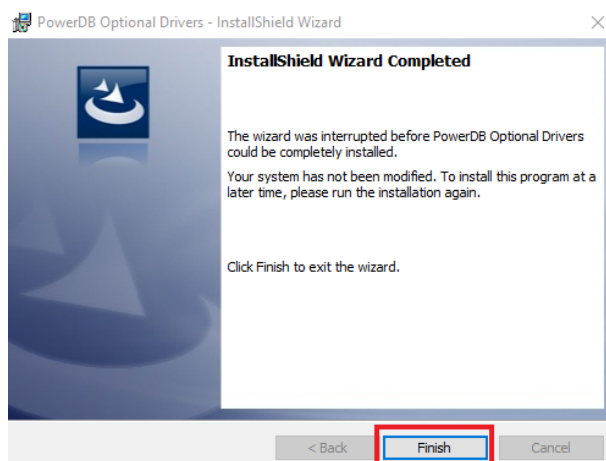 PowerDB Optional Drivers - InstallShield Wizard
InstallShield Wizard Completed
The wizard was interrupted before PowerDB Optional Drivers
could be completely installed.
Your system has not been modified. To install this program at a
later time, please run the installation again.
Click Finish to exit the wizard.
< Back
Finish
Cancel